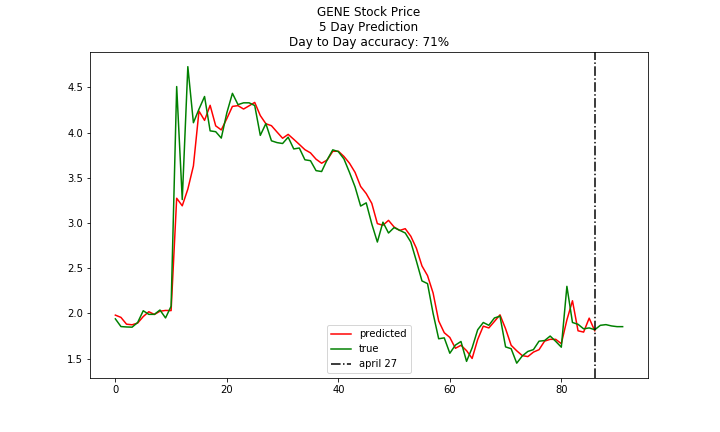 GENE Stock Price
5 Day Prediction
Day to Day accuracy: 71%
4.5
4.0
3.5
3.0
2.5
2.0
1.5
predicted
true
april 27
0 20 40 60 80